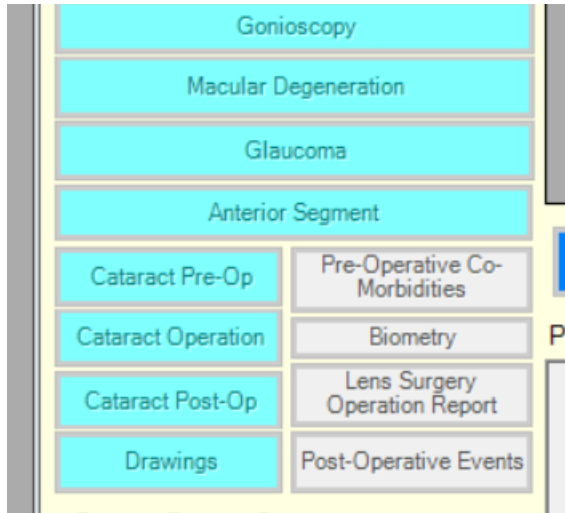 Gonioscopy
Macular Degeneration
Glaucoma
Anterior Segment
Cataract Pre-Op
Pre-Operative Co-
Morbidities
Cataract Operation
Biometry
Cataract Post-Op
Lens Surgery
Operation Report
Drawings
Post-Operative Events
P